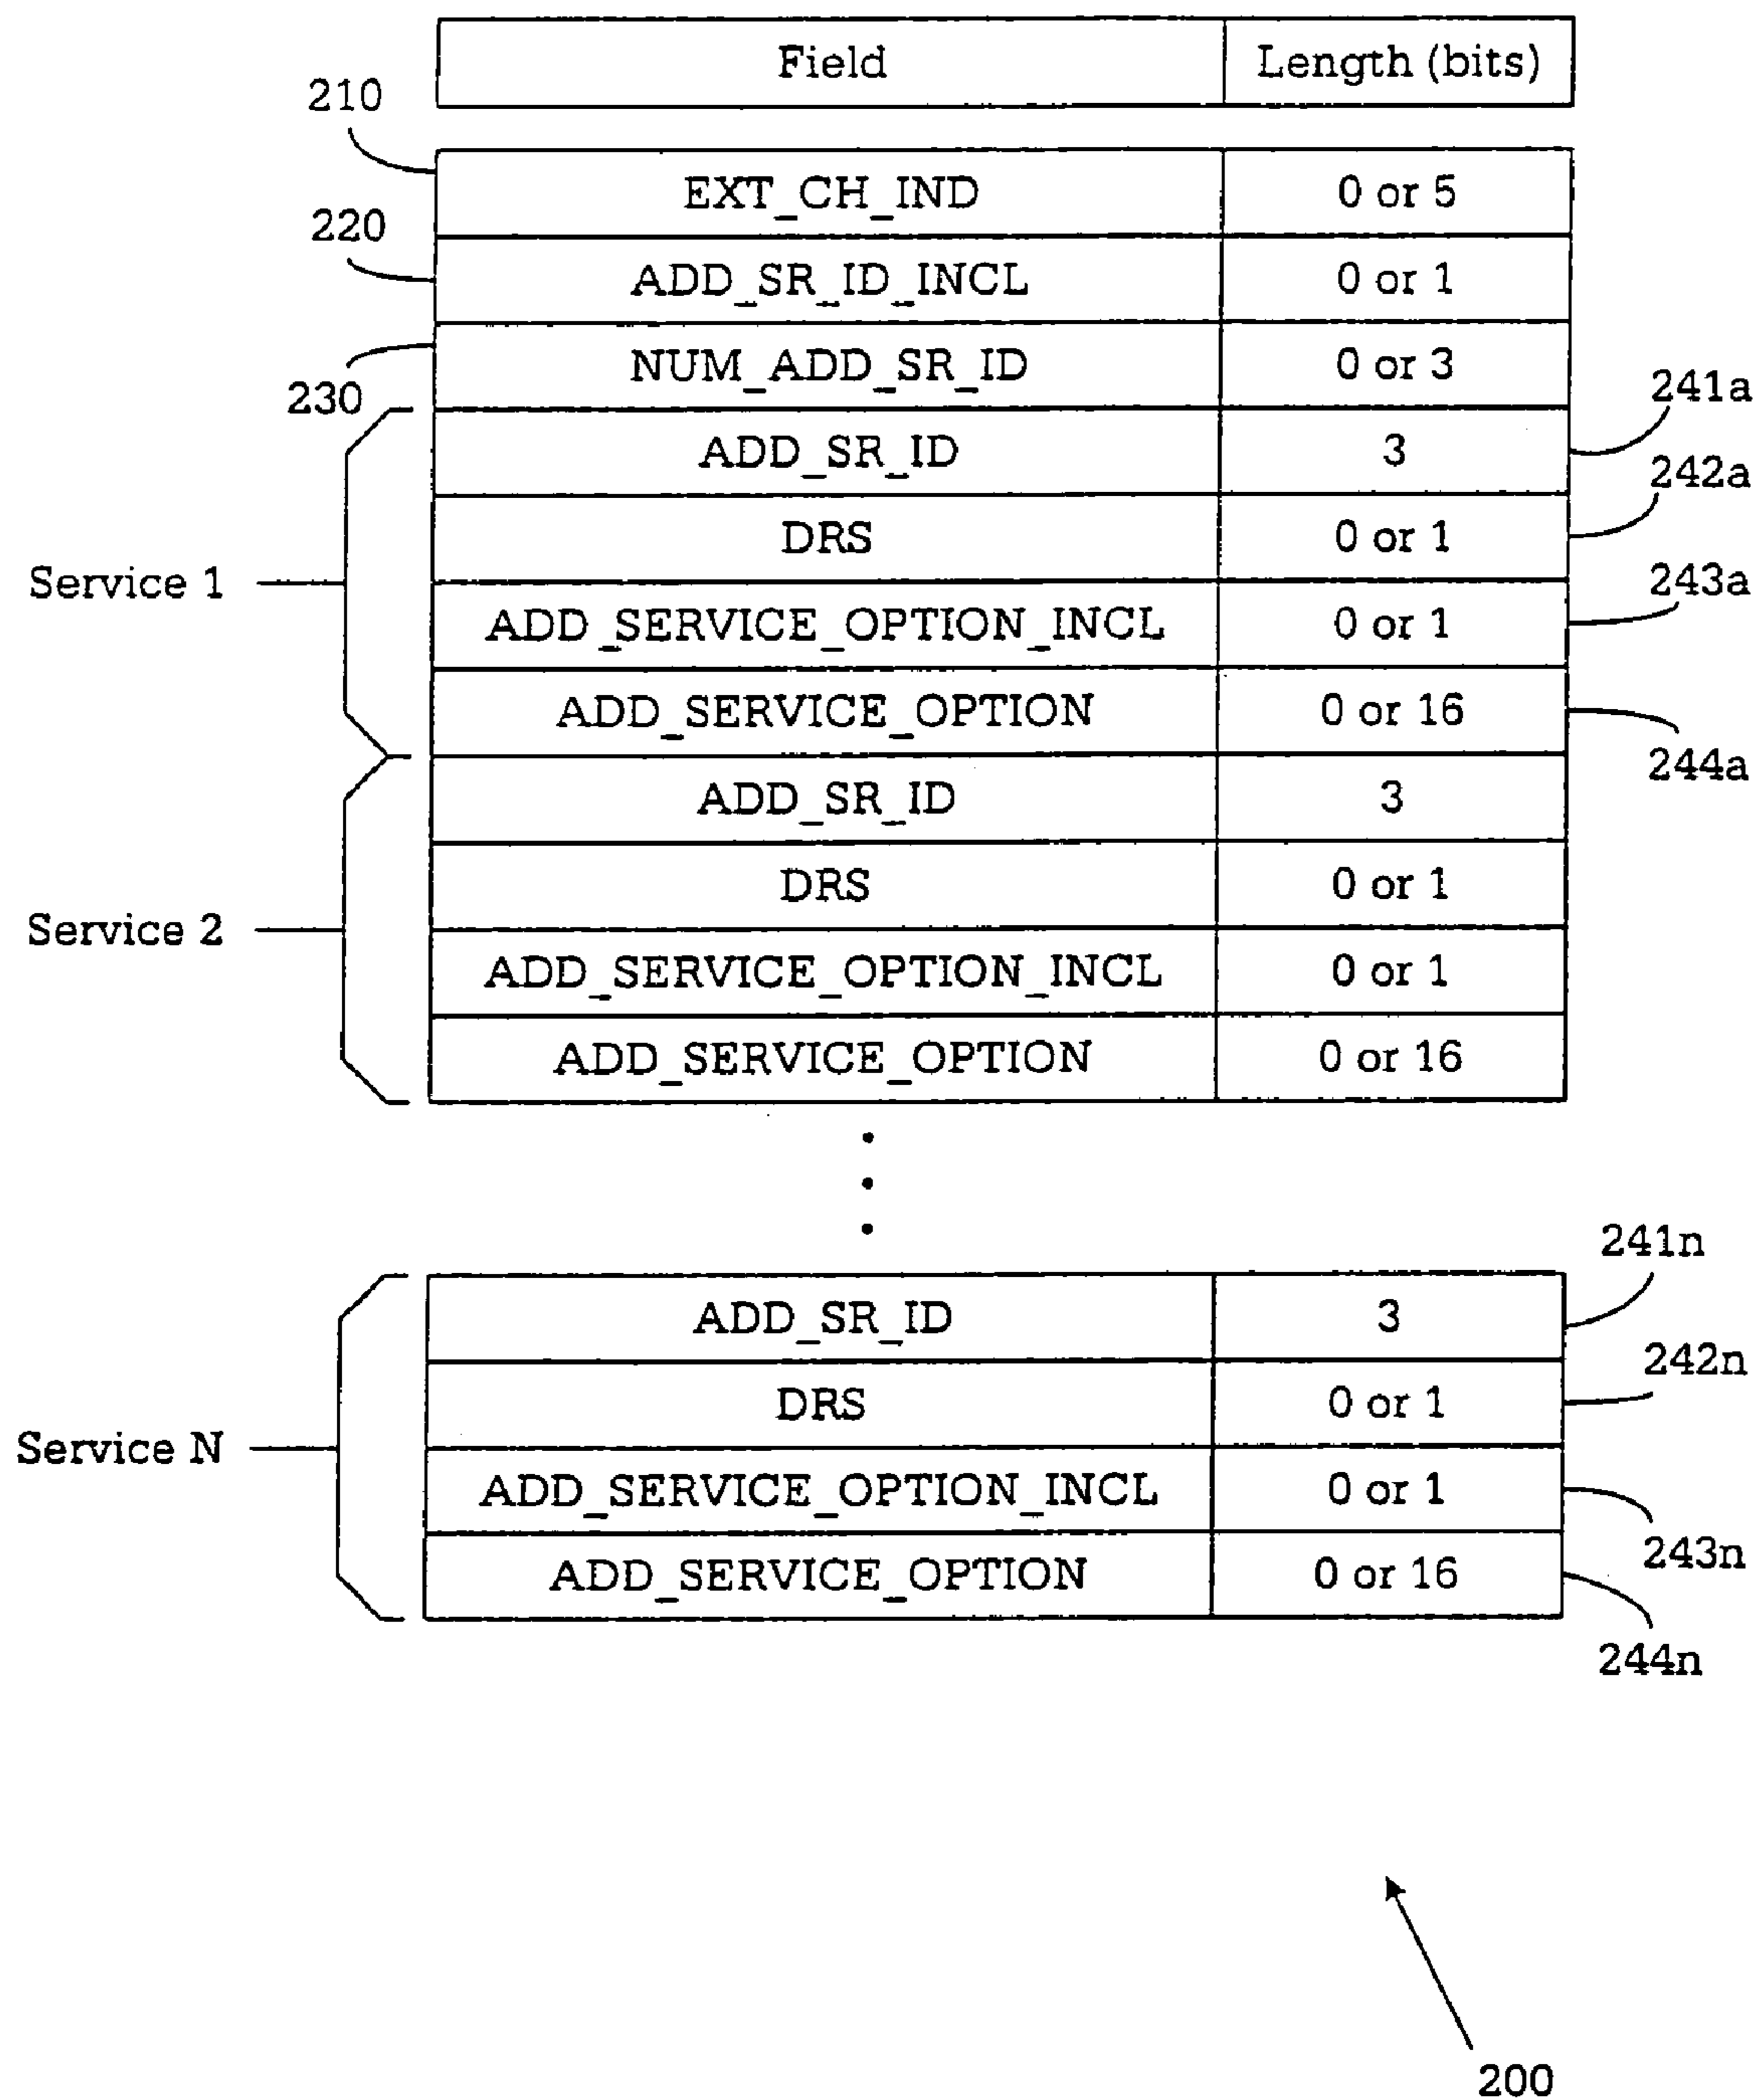 Field Length (bits)
210
EXT_CH_IND 0 or 5
220
ADD_SR_ID_INCL 0 or 1
NUM_ADD_SR_ID 0 or 3
230
241a
ADD_SR_ID 3
242a
DRS 0 or 1
Service 1
243a
ADD_SERVICE_OPTION_INCL 0 or 1
ADD_SERVICE_OPTION 0 or 16
244a
ADD_SR_ID 3
DRS 0 or 1
Service 2
ADD_SERVICE_OPTION_INCL 0 or 1
ADD_SERVICE_OPTION 0 or 16
241n
ADD_SR_ID 3
242n
DRS 0 or 1
Service N
ADD_SERVICE_OPTION_INCL 0 or 1
243n
ADD_SERVICE_OPTION 0 or 16
244n
200